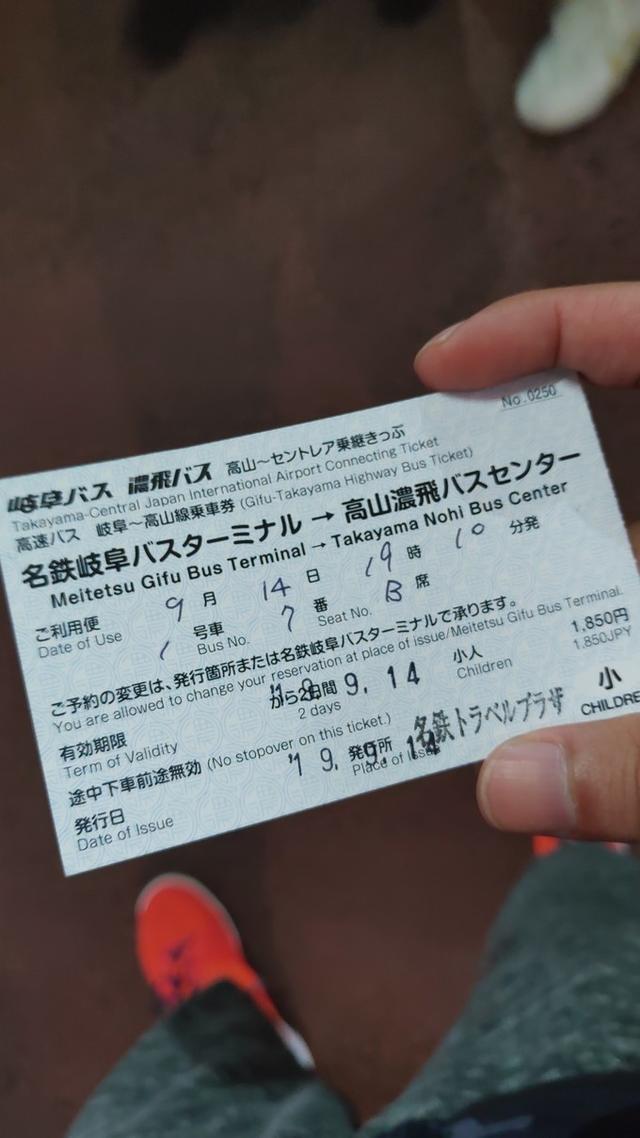 No.0250
岐阜バス 濃飛バス 高山～セントレア乗継きっぷ
Takayama-Central Japan International Airport Connecting Ticket
高速バス 岐阜～高山線乗車券 (Gifu-Takayama Highway Bus Ticket)
名鉄岐阜バスターミナル → 高山濃飛バスセンター
Meitetsu Gifu Bus Terminal → Takayama Nohi Bus Center
ご利用便 9 月 14 日 19 時 10 分発
Date of Use 1 号車 Bus No. 7 番 Seat No. B 席
ご予約の変更は、発行箇所または名鉄岐阜バスターミナルで承ります。
You are allowed to change your reservation at place of issue/Meitetsu Gifu Bus Terminal.
有効期限 '19. 9. 14 から2日間 小人 1,850円
Term of Validity 2 days Children 1,850JPY
途中下車前途無効 (No stopover on this ticket.) 小
発行日 '19. 9. 14 発行所 名鉄トラベルプラザ CHILDRE
Date of Issue Place of Issue